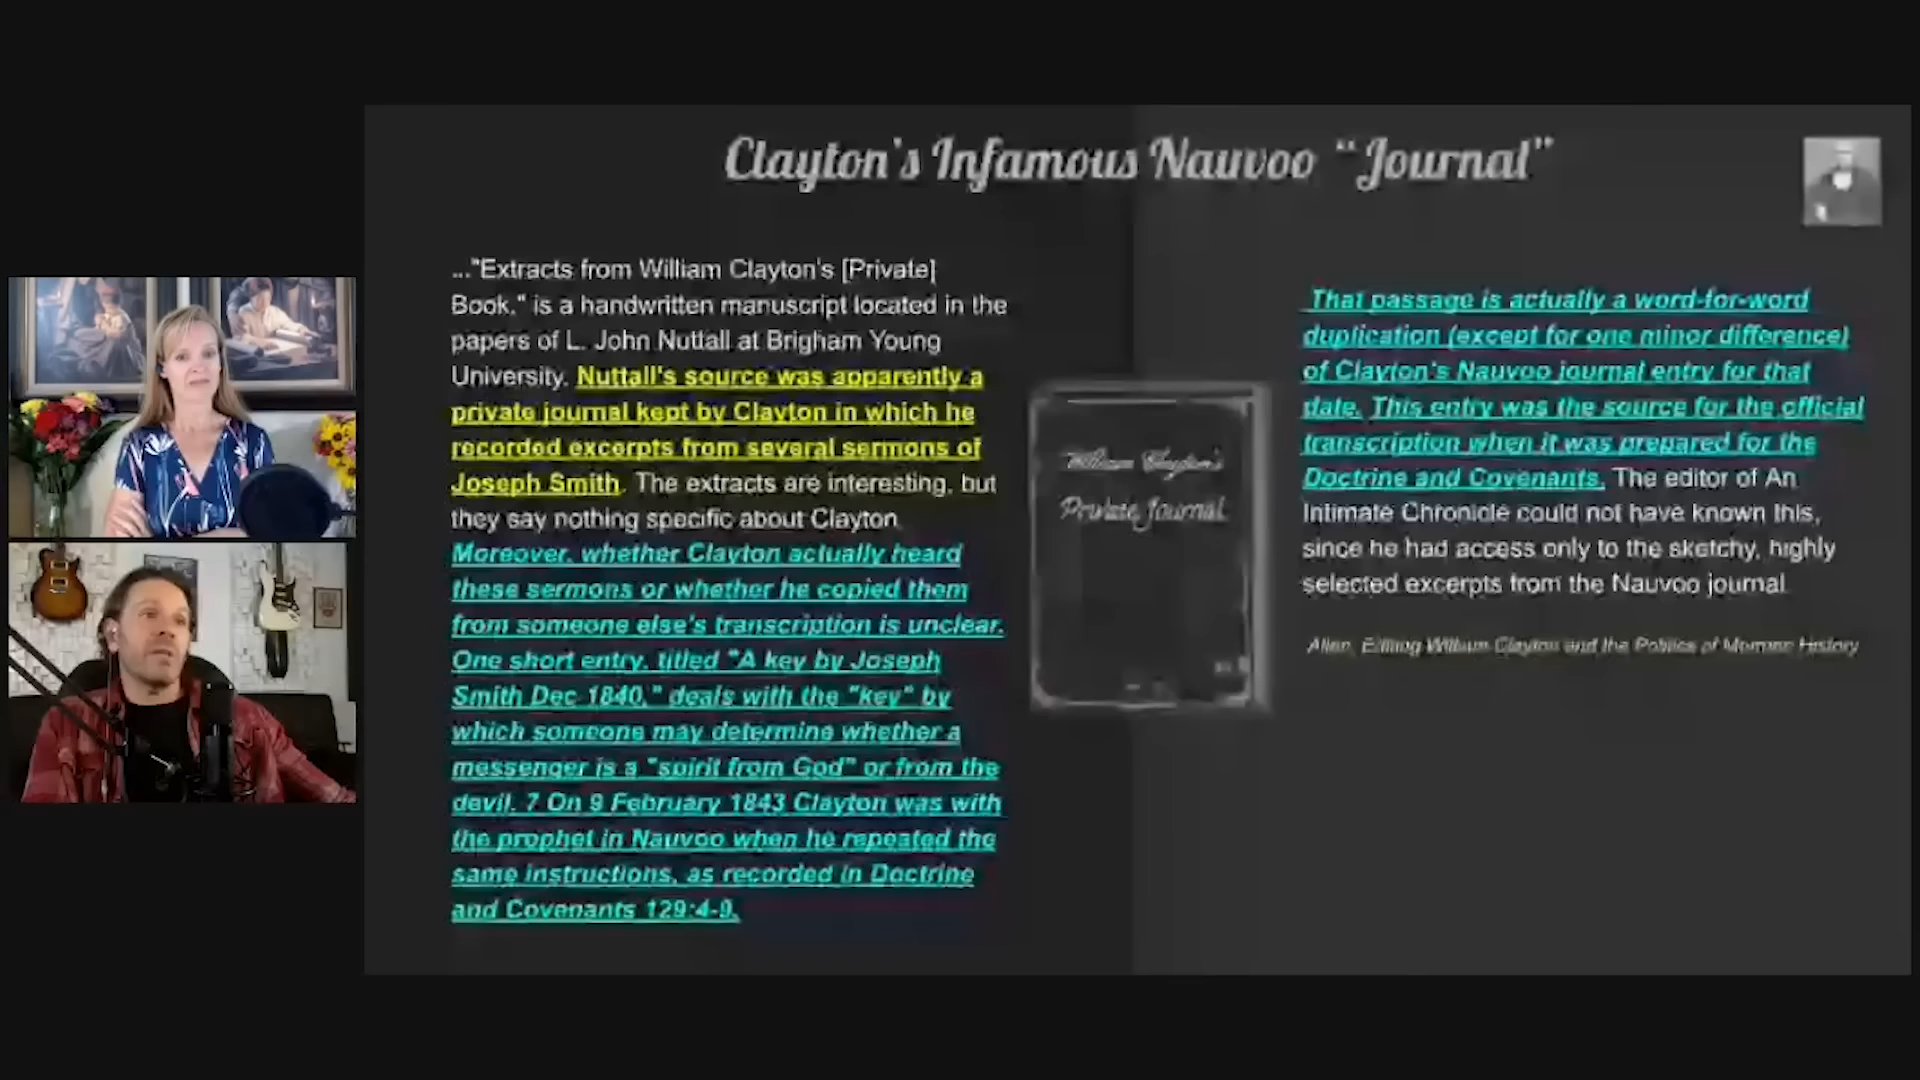 Clayton's Infamous Nauvoo “Journal”
..."Extracts from William Clayton's [Private]
Book," is a handwritten manuscript located in the
papers of L. John Nuttall at Brigham Young
University. Nuttall's source was apparently a
private journal kept by Clayton in which he
recorded excerpts from several sermons of
Joseph Smith. The extracts are interesting, but
they say nothing specific about Clayton.
Moreover, whether Clayton actually heard
these sermons or whether he copied them
from someone else's transcription is unclear.
One short entry, titled "A key by Joseph
Smith Dec 1840," deals with the "key" by
which someone may determine whether a
messenger is a "spirit from God" or from the
devil. 7 On 9 February 1843 Clayton was with
the prophet in Nauvoo when he repeated the
same instructions, as recorded in Doctrine
and Covenants 129:4-9.
William Clayton's
Private Journal
That passage is actually a word-for-word
duplication (except for one minor difference)
of Clayton's Nauvoo journal entry for that
date. This entry was the source for the official
transcription when it was prepared for the
Doctrine and Covenants. The editor of An
Intimate Chronicle could not have known this,
since he had access only to the sketchy, highly
selected excerpts from the Nauvoo journal.
Allen, Editing William Clayton and the Politics of Mormon History